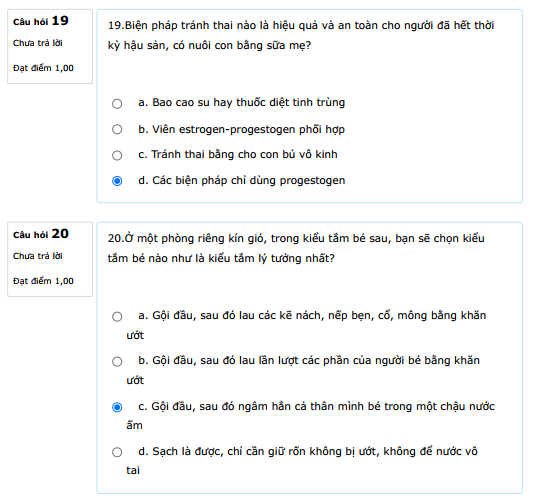 Câu hỏi 19
Chưa trả lời
Đạt điểm 1,00
19.Biện pháp tránh thai nào là hiệu quả và an toàn cho người đã hết thời
kỳ hậu sản, có nuôi con bằng sữa mẹ?
a. Bao cao su hay thuốc diệt tinh trùng
b. Viên estrogen-progestogen phối hợp
c. Tránh thai bằng cho con bú vô kinh
d. Các biện pháp chỉ dùng progestogen
Câu hỏi 20
Chưa trả lời
Đạt điểm 1,00
20.Ở một phòng riêng kín gió, trong kiểu tắm bé sau, bạn sẽ chọn kiểu
tắm bé nào như là kiểu tắm lý tưởng nhất?
a. Gội đầu, sau đó lau các kẽ nách, nếp bẹn, cổ, mông bằng khăn
ướt
b. Gội đầu, sau đó lau lần lượt các phần của người bé bằng khăn
ướt
c. Gội đầu, sau đó ngâm hẳn cả thân mình bé trong một chậu nước
ấm
d. Sạch là được, chỉ cần giữ rốn không bị ướt, không để nước vô
tai